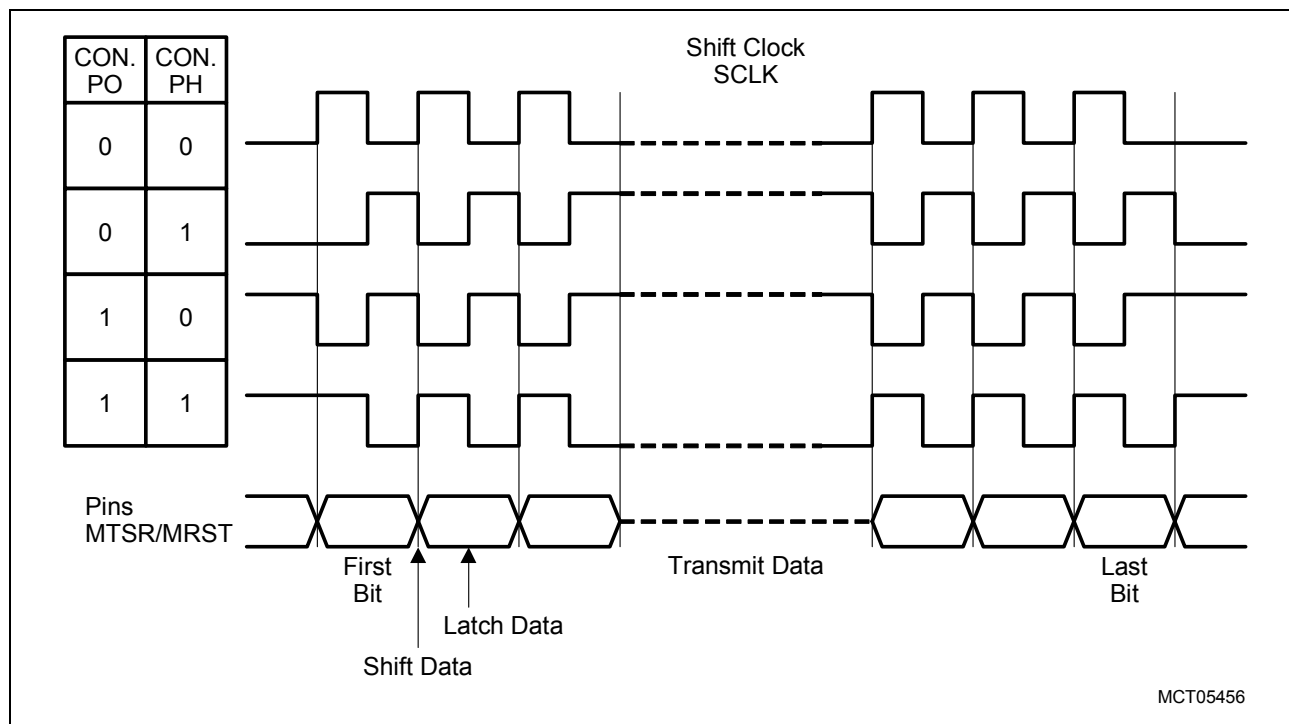 CON. CON.
PO PH
0 0
0 1
1 0
1 1
Shift Clock
SCLK
Pins
MTSR/MRST
First
Bit
Transmit Data
Last
Bit
Latch Data
Shift Data
MCT05456